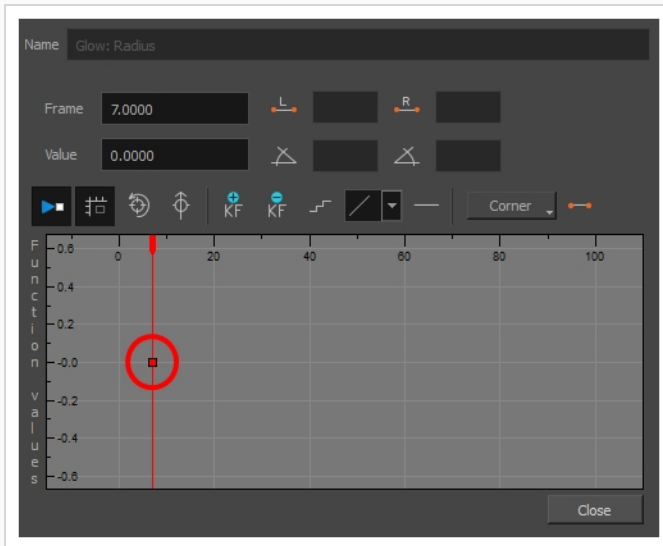 Name Glow: Radius
Frame 7.0000 L R
Value 0.0000
KF KF Corner
Function values
0 20 40 60 80 100
0.6
0.4
0.2
-0.0
-0.2
-0.4
-0.6
Close